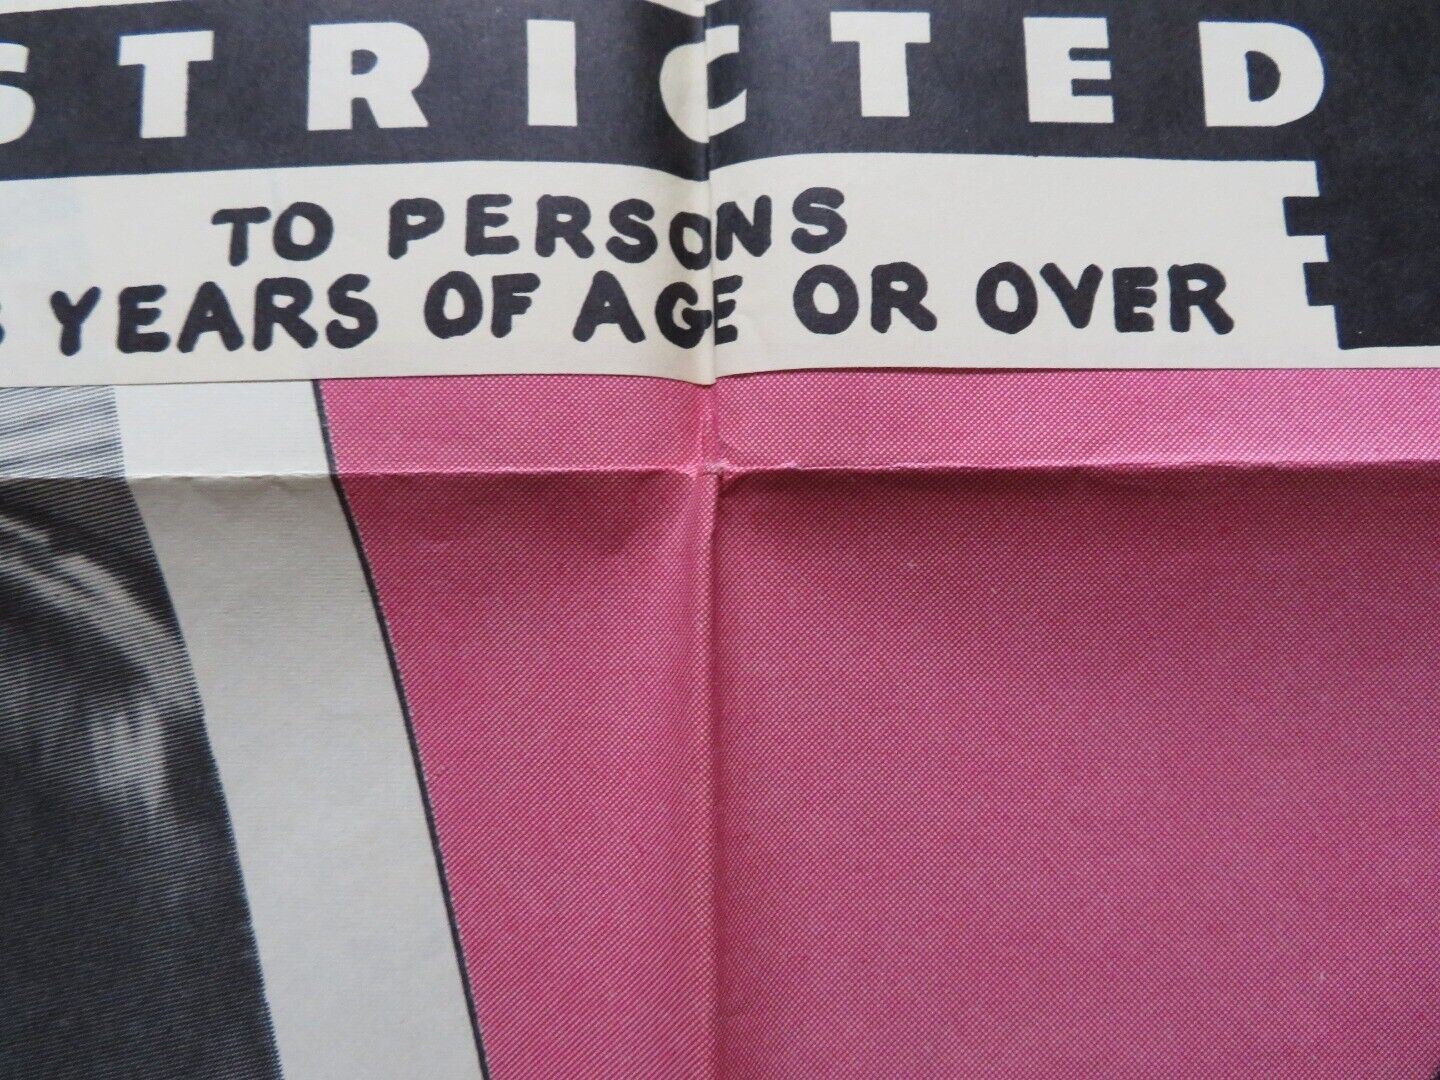 STRICTED
TO PERSONS
YEARS OF AGE OR OVER